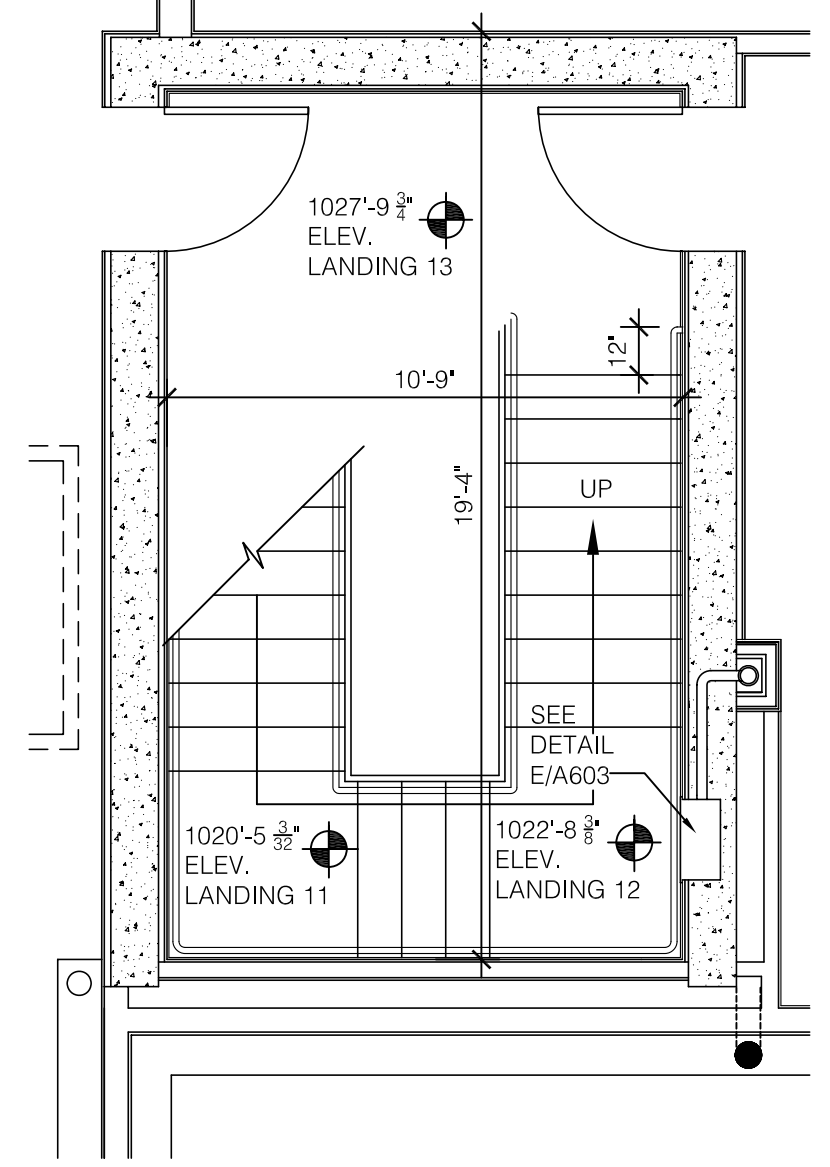 1027'-9 3/4"
ELEV.
LANDING 13
12"
10'-9"
19'-4"
UP
SEE
DETAIL
E/A603
1020'-5 3/32"
ELEV.
LANDING 11
1022'-8 3/8"
ELEV.
LANDING 12